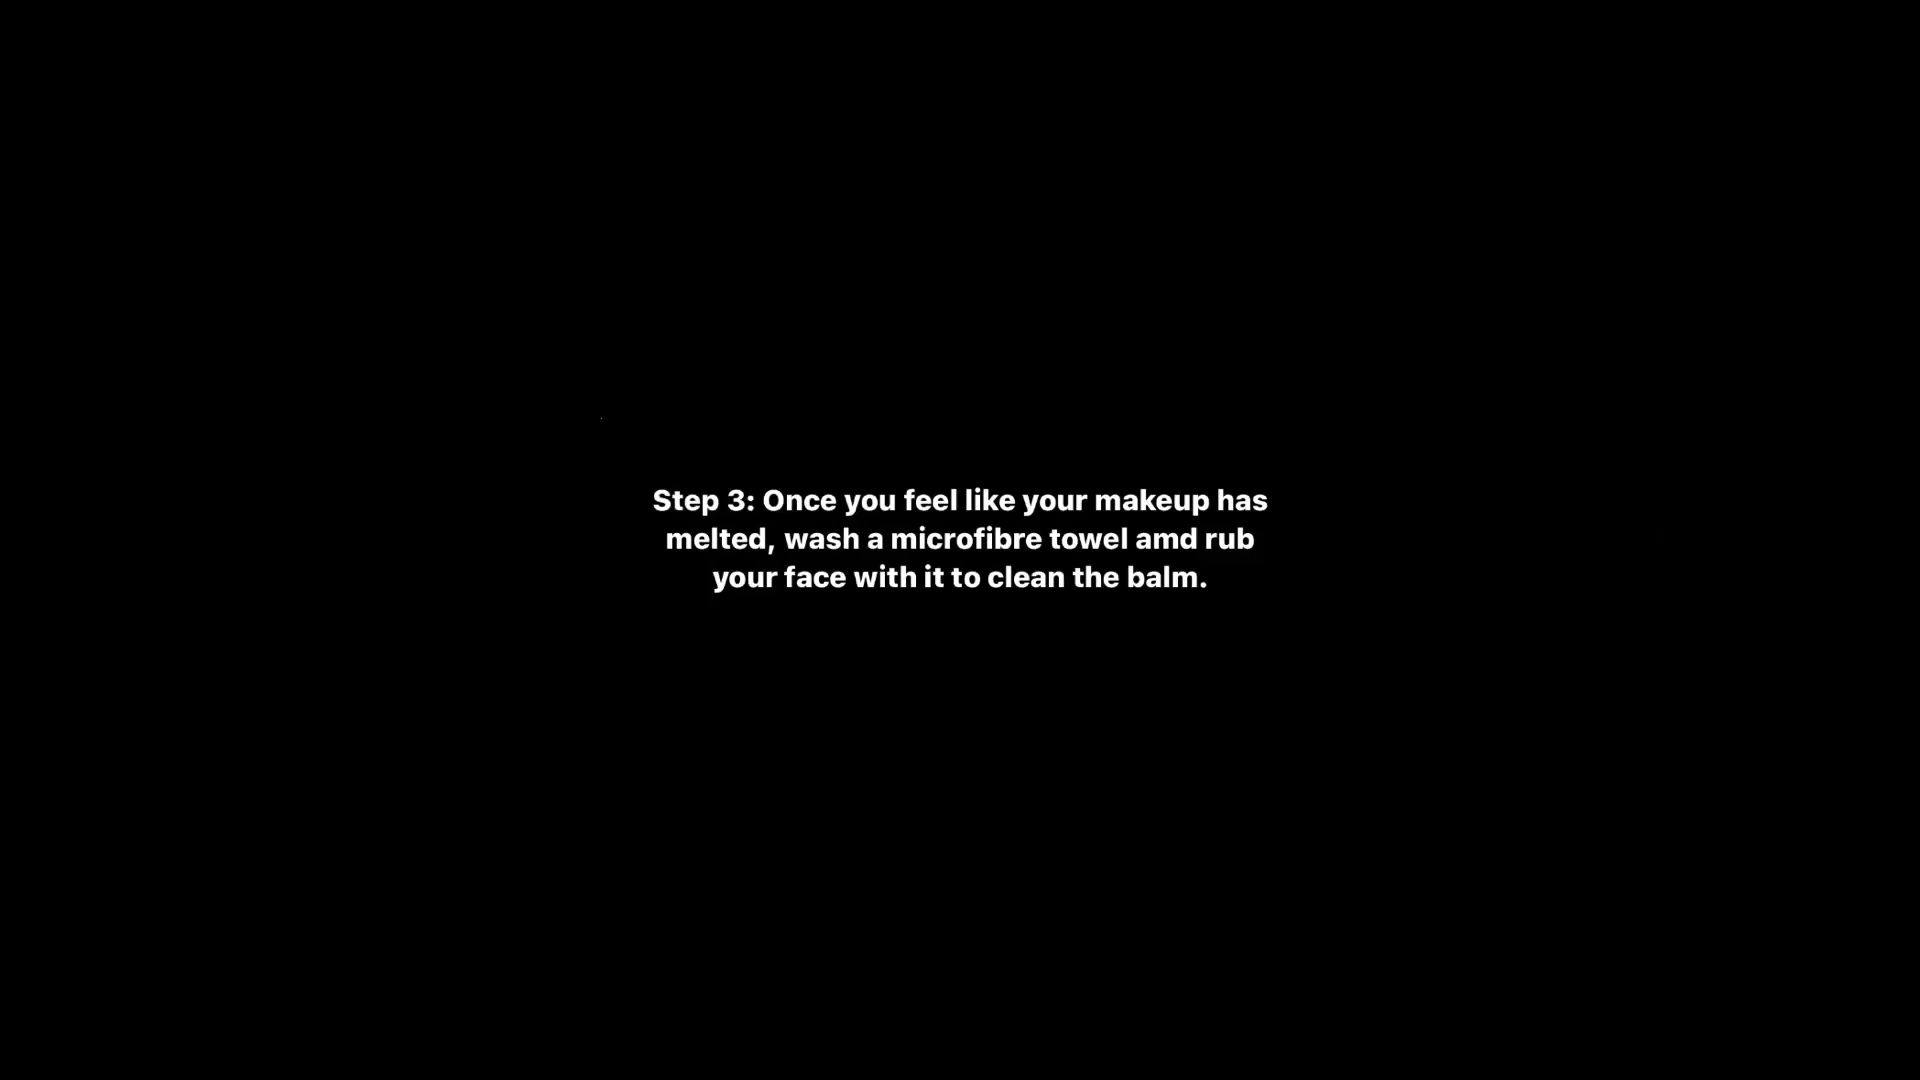 Step 3: Once you feel like your makeup has
melted, wash a microfibre towel amd rub
your face with it to clean the balm.